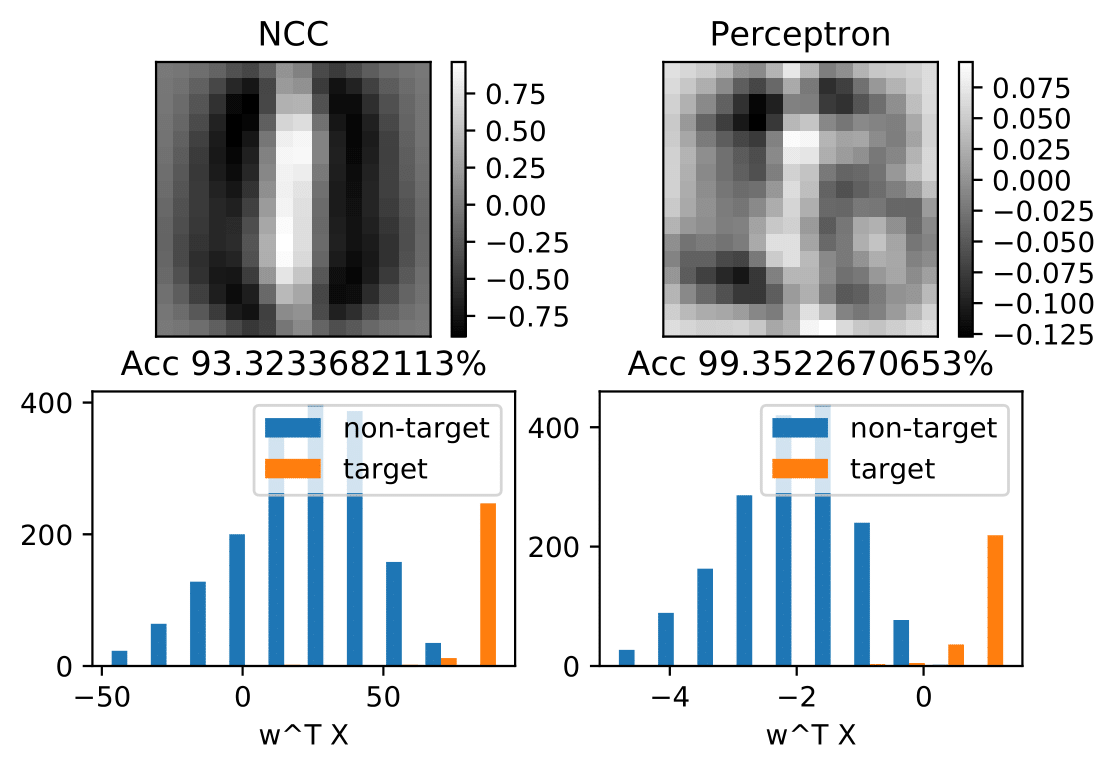 NCC
0.75
0.50
0.25
0.00
−0.25
−0.50
−0.75
Perceptron
0.075
0.050
0.025
0.000
−0.025
−0.050
−0.075
−0.100
−0.125
Acc 93.3233682113%
400
200
0
non-target
target
−50
0
50
w^T X
Acc 99.3522670653%
400
200
0
non-target
target
−4
−2
0
w^T X